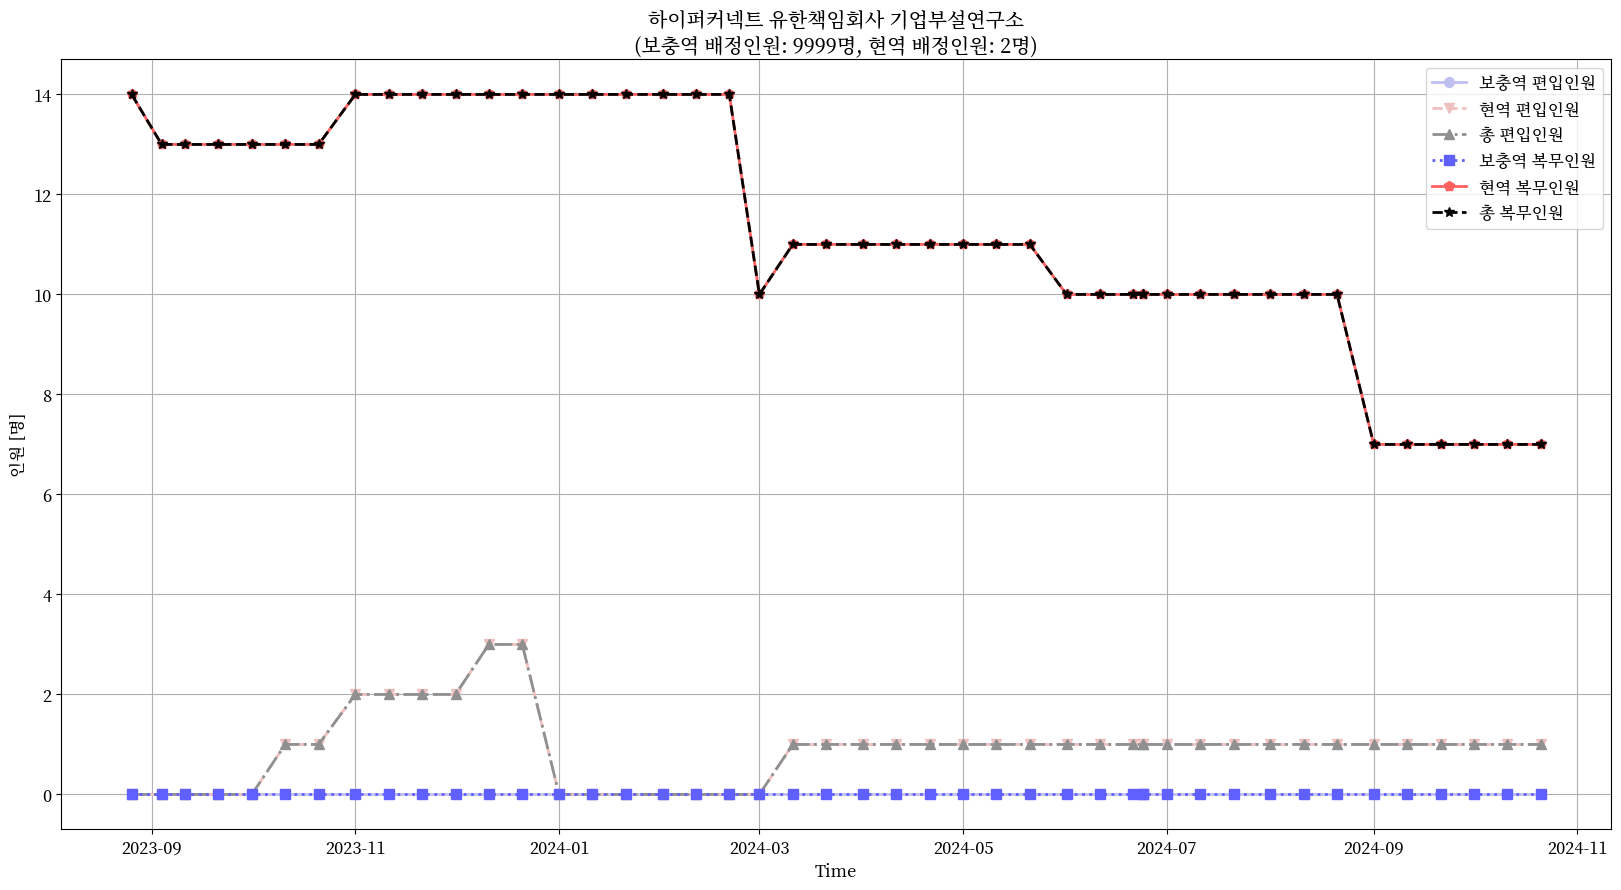 하이퍼커넥트 유한책임회사 기업부설연구소
(보충역 배정인원: 9999명, 현역 배정인원: 2명)
보충역 편입인원
현역 편입인원
총 편입인원
보충역 복무인원
현역 복무인원
총 복무인원
인원 [명]
14
12
10
8
6
4
2
0
2023-09
2023-11
2024-01
2024-03
2024-05
2024-07
2024-09
2024-11
Time